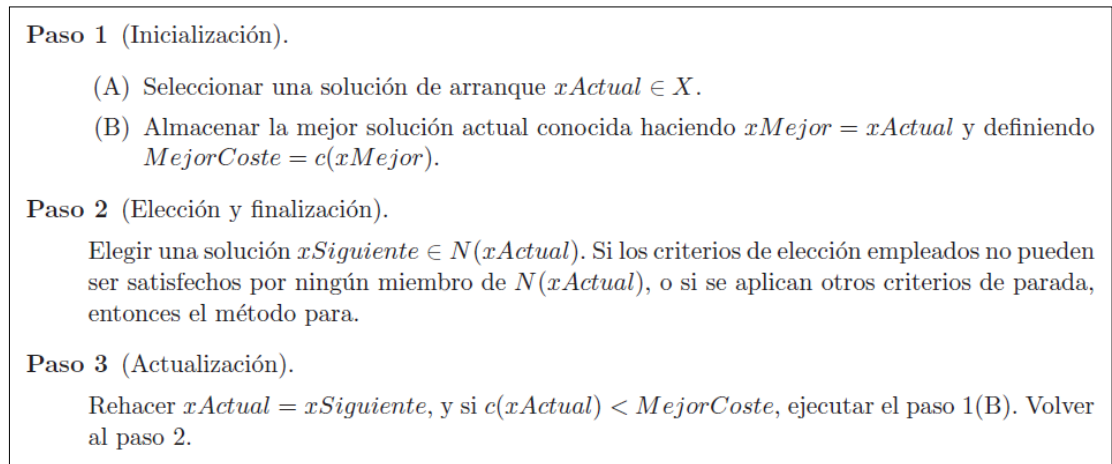 Paso 1 (Inicialización).
(A) Seleccionar una solución de arranque xActual ∈ X.
(B) Almacenar la mejor solución actual conocida haciendo xMejor = xActual y definiendo
MejorCoste = c(xMejor).
Paso 2 (Elección y finalización).
Elegir una solución xSiguiente ∈ N(xActual). Si los criterios de elección empleados no pueden
ser satisfechos por ningún miembro de N(xActual), o si se aplican otros criterios de parada,
entonces el método para.
Paso 3 (Actualización).
Rehacer xActual = xSiguiente, y si c(xActual) < MejorCoste, ejecutar el paso 1(B). Volver
al paso 2.